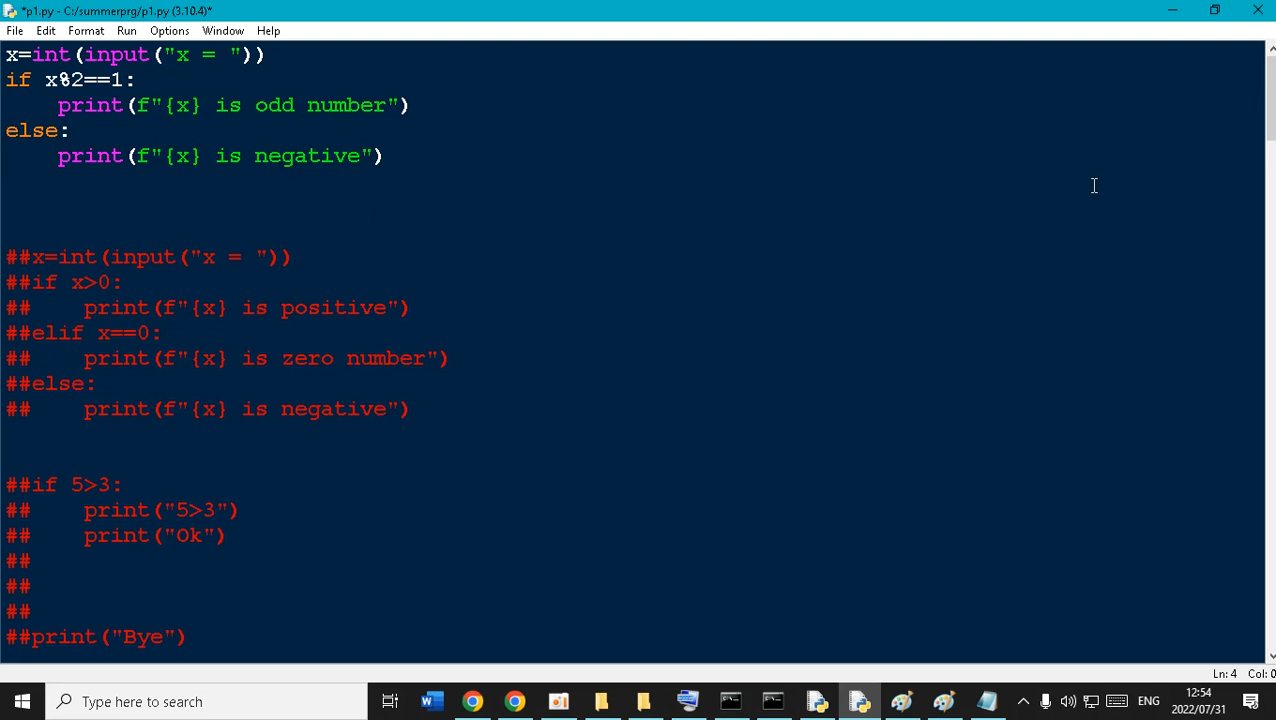 *p1.py - C:/summerprg/p1.py (3.10.4)*
File Edit Format Run Options Window Help
x=int(input("x = "))
if x%2==1:
    print(f"{x} is odd number")
else:
    print(f"{x} is negative")
##x=int(input("x = "))
##if x>0:
##    print(f"{x} is positive")
##elif x==0:
##    print(f"{x} is zero number")
##else:
##    print(f"{x} is negative")
##if 5>3:
##    print("5>3")
##    print("Ok")
##
##
##
##print("Bye")
Ln: 4 Col: 0
Type here to search
ENG
12:54
2022/07/31